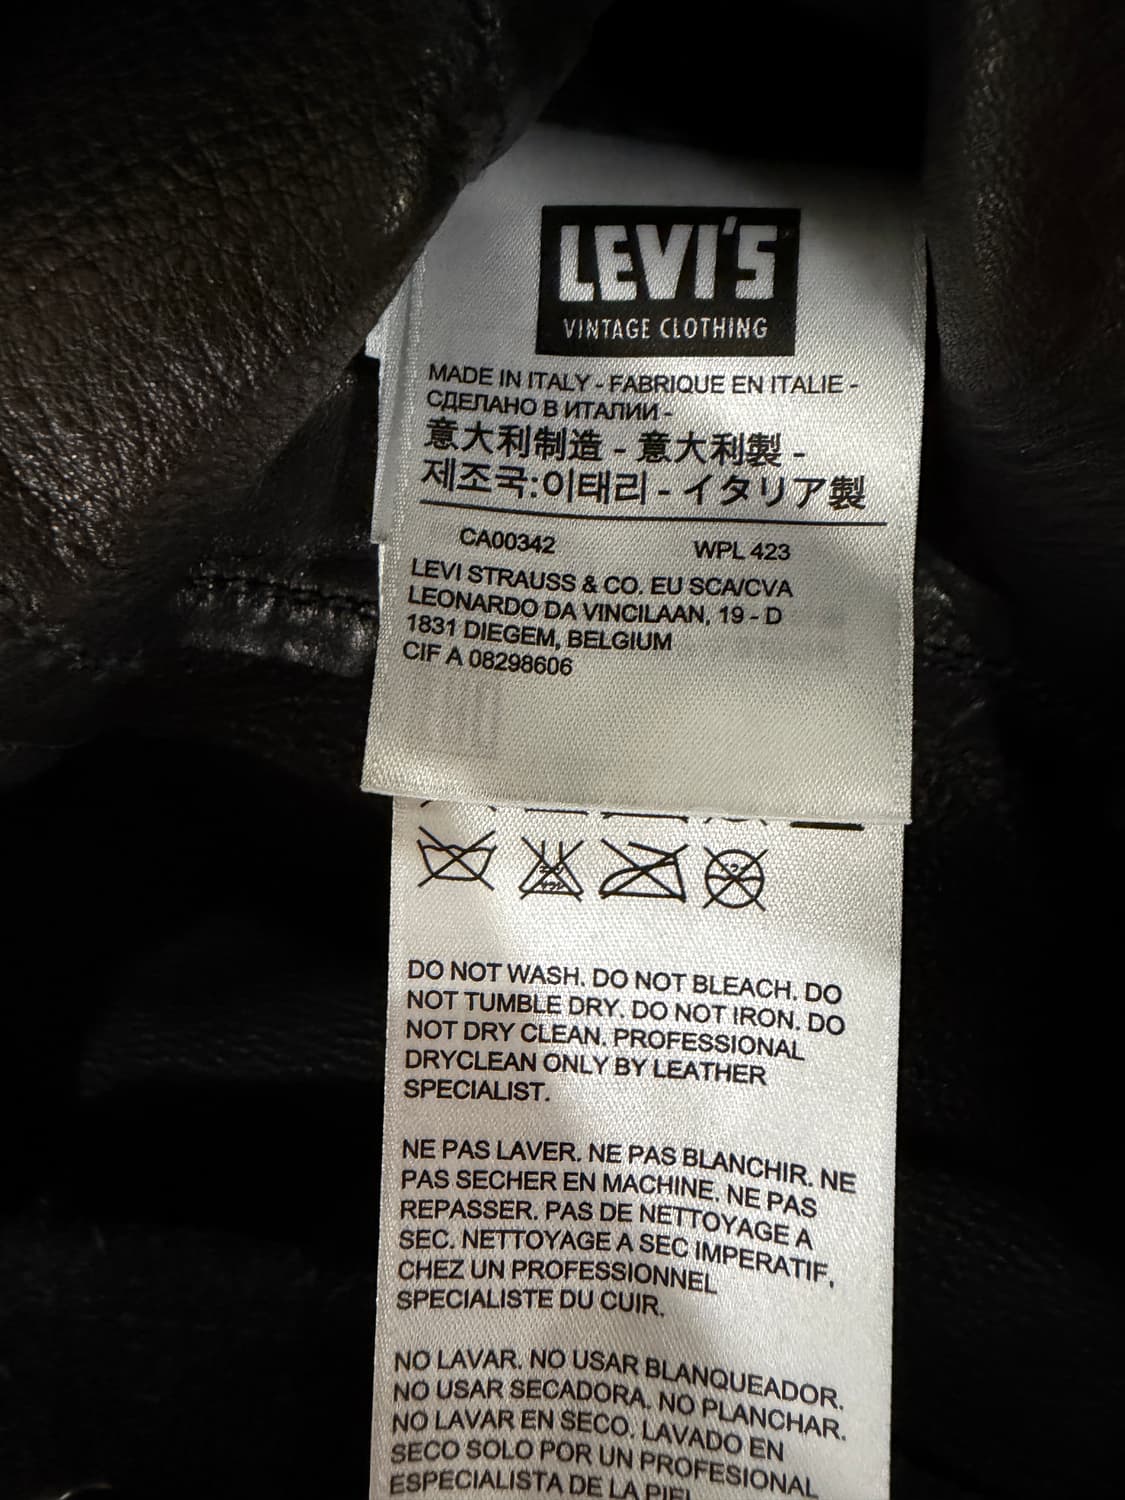 LEVI'S
VINTAGE CLOTHING
MADE IN ITALY - FABRIQUE EN ITALIE -
СДЕЛАНО В ИТАЛИИ -
意大利制造 - 意大利製 -
제조국:이태리 - イタリア製
CA00342 WPL 423
LEVI STRAUSS & CO. EU SCA/CVA
LEONARDO DA VINCILAAN, 19 - D
1831 DIEGEM, BELGIUM
CIF A 08298606
DO NOT WASH. DO NOT BLEACH. DO
NOT TUMBLE DRY. DO NOT IRON. DO
NOT DRY CLEAN. PROFESSIONAL
DRYCLEAN ONLY BY LEATHER
SPECIALIST.
NE PAS LAVER. NE PAS BLANCHIR. NE
PAS SECHER EN MACHINE. NE PAS
REPASSER. PAS DE NETTOYAGE A
SEC. NETTOYAGE A SEC IMPERATIF,
CHEZ UN PROFESSIONNEL
SPECIALISTE DU CUIR.
NO LAVAR. NO USAR BLANQUEADOR.
NO USAR SECADORA. NO PLANCHAR.
NO LAVAR EN SECO. LAVADO EN
SECO SOLO POR UN PROFESIONAL
ESPECIALISTA DE LA PIEL